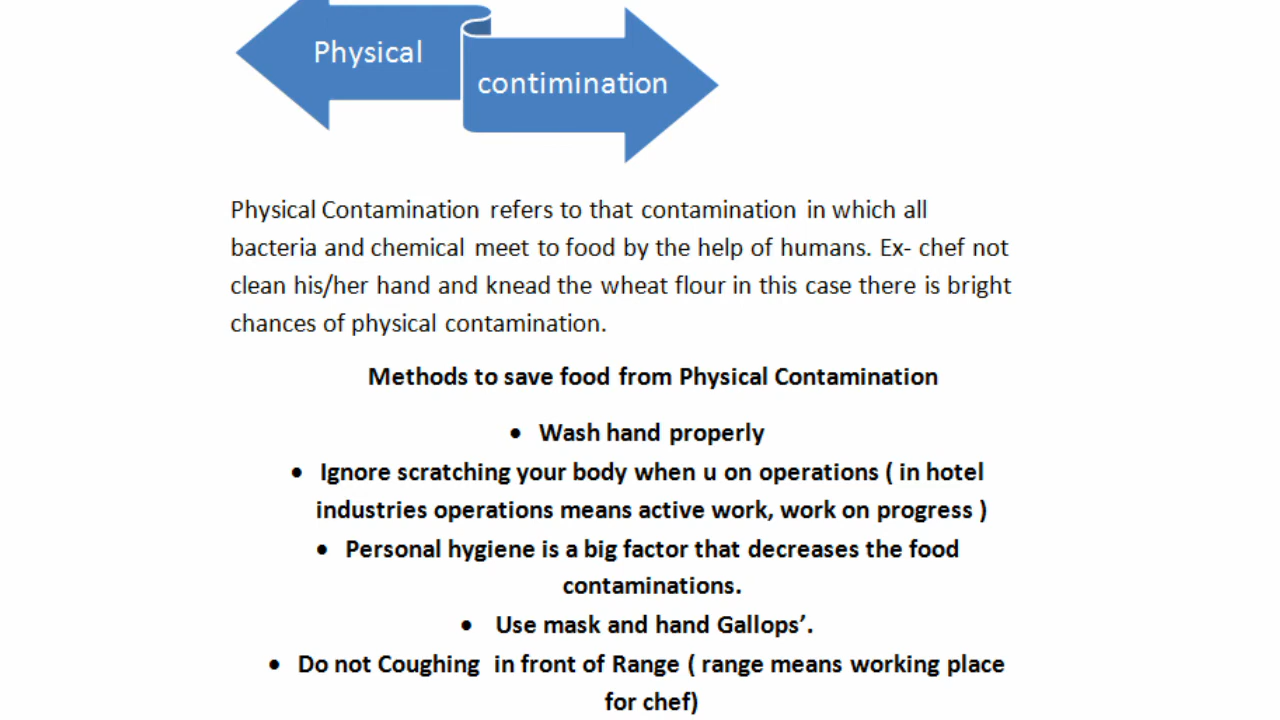 Physical
contimination
Physical Contamination refers to that contamination in which all
bacteria and chemical meet to food by the help of humans. Ex- chef not
clean his/her hand and knead the wheat flour in this case there is bright
chances of physical contamination.
Methods to save food from Physical Contamination
• Wash hand properly
• Ignore scratching your body when u on operations ( in hotel
industries operations means active work, work on progress )
• Personal hygiene is a big factor that decreases the food
contaminations.
• Use mask and hand Gallops’.
• Do not Coughing in front of Range ( range means working place
for chef)